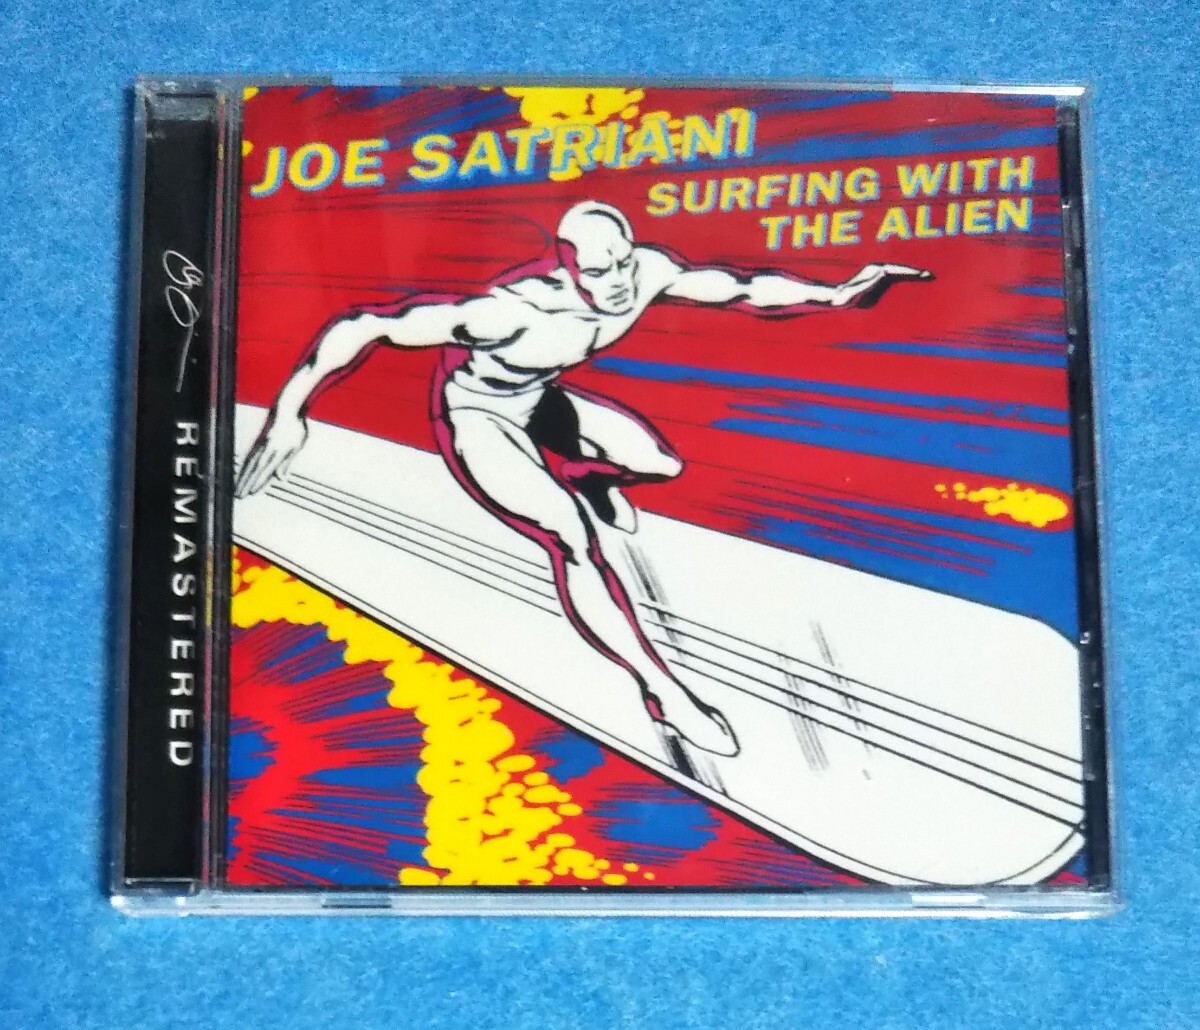 JOE SATRIANI
SURFING WITH
THE ALIEN
REMASTERED